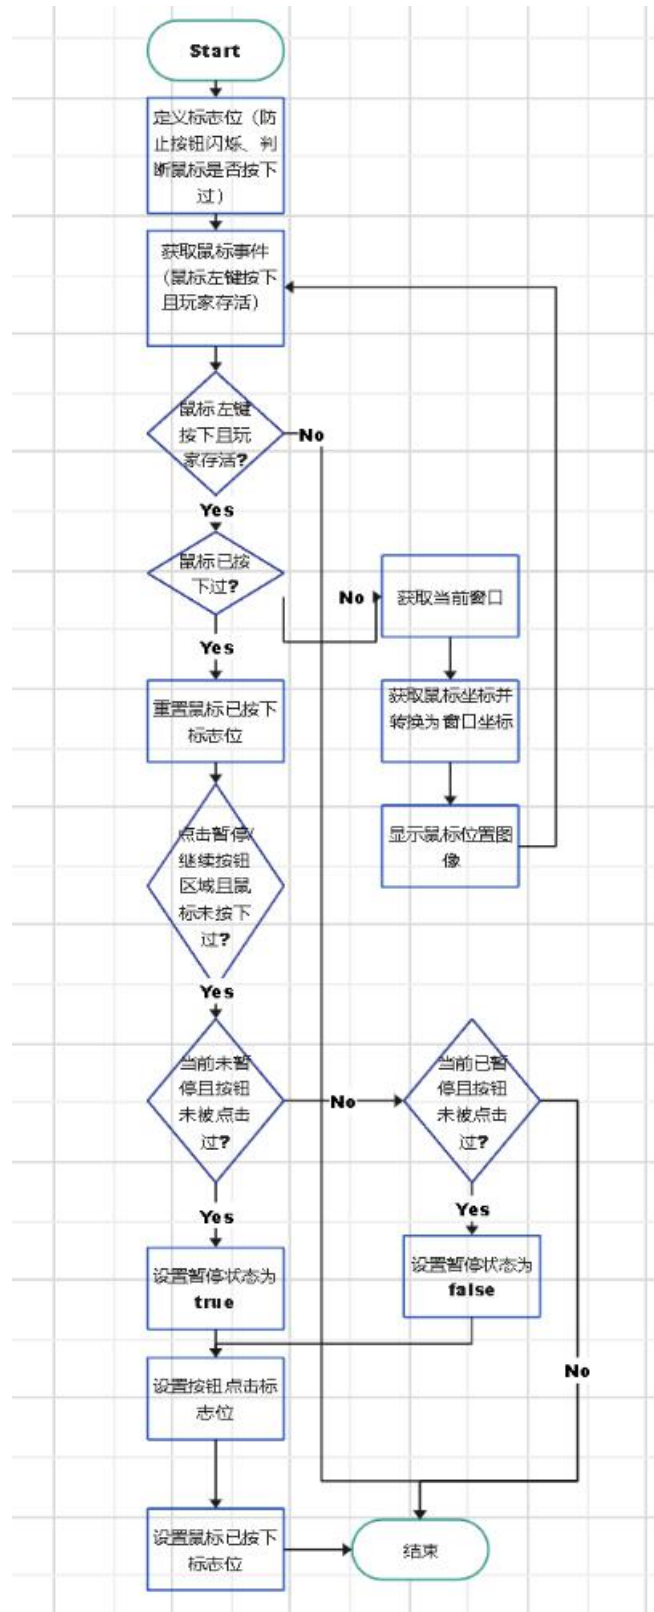 Start
定义标志位（防
止按钮闪烁、判
断鼠标是否按下
过）
获取鼠标事件
（鼠标左键按下
且玩家存活）
鼠标左键
按下且玩
家存活?
No
Yes
鼠标已按
下过?
No
获取当前窗口
Yes
重置鼠标已按下
标志位
获取鼠标坐标并
转换为窗口坐标
点击暂停/
继续按钮
区域且鼠
标未按下
过?
显示鼠标位置图
像
Yes
当前未暂
停且按钮
未被点击
过?
No
当前已暂
停且按钮
未被点击
过?
Yes
Yes
设置暂停状态为
true
设置暂停状态为
false
No
设置按钮点击标
志位
设置鼠标已按下
标志位
结束